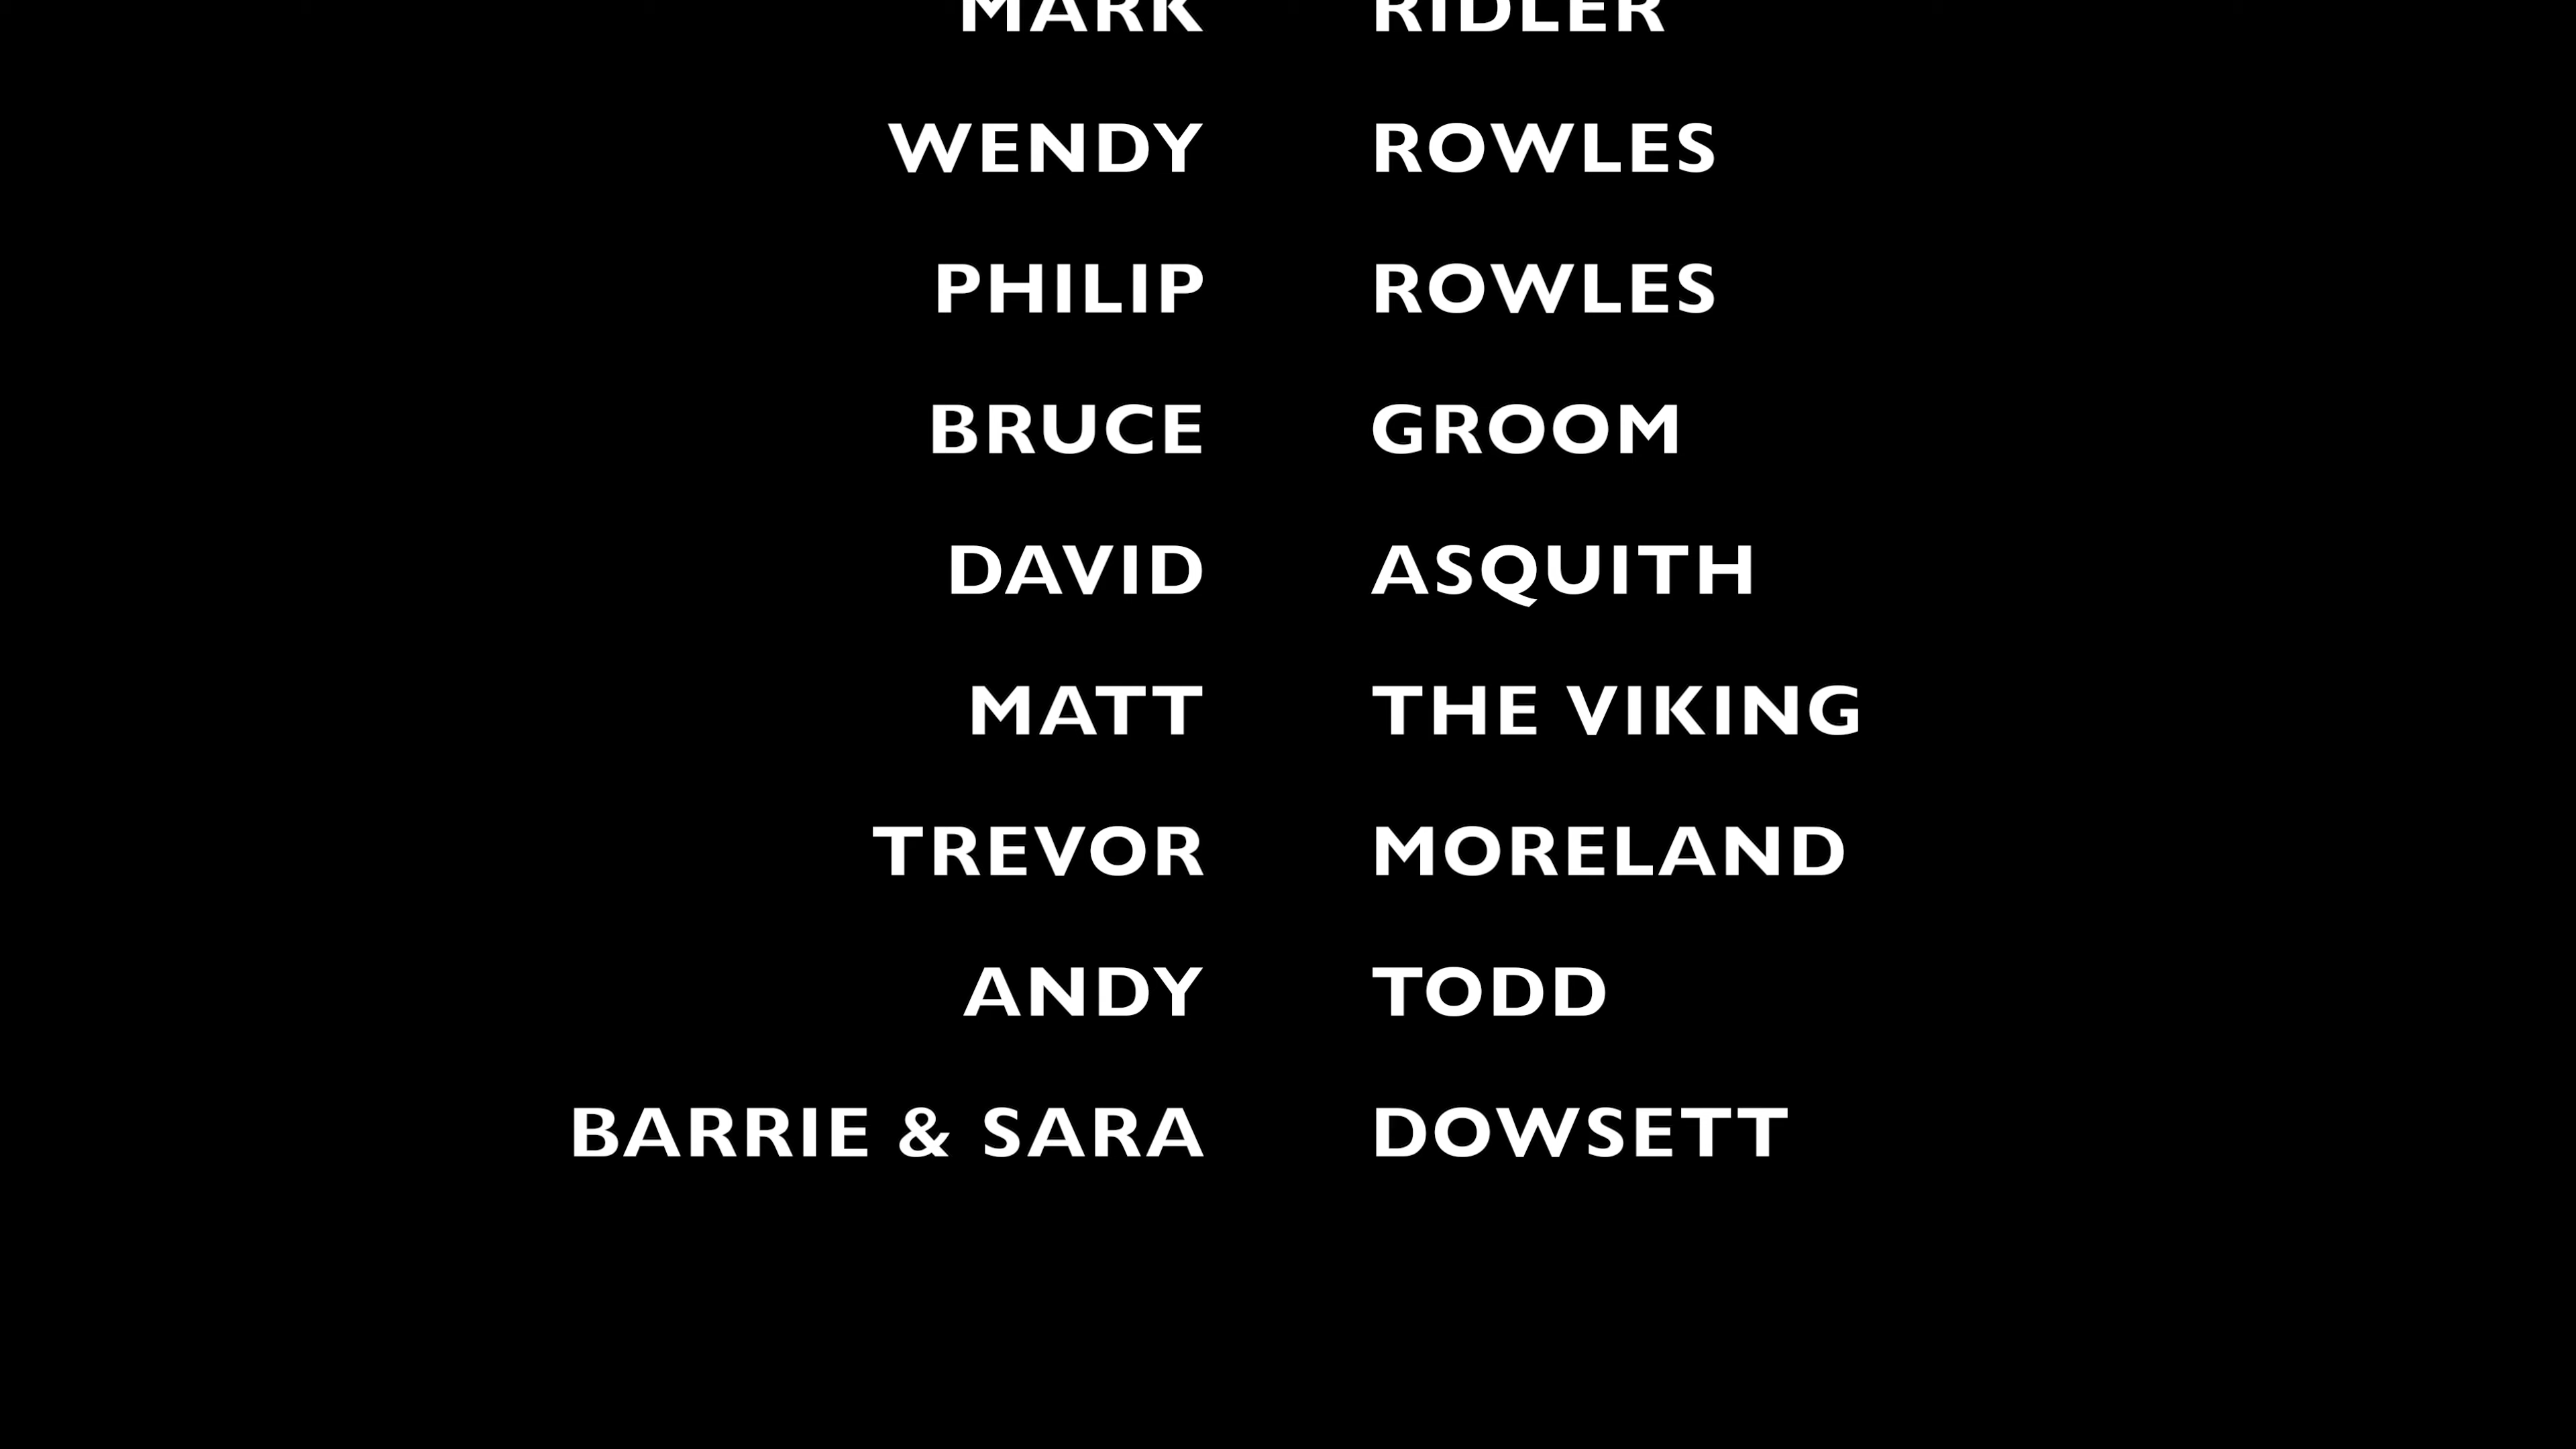 MARK RIDLER
WENDY ROWLES
PHILIP ROWLES
BRUCE GROOM
DAVID ASQUITH
MATT THE VIKING
TREVOR MORELAND
ANDY TODD
BARRIE & SARA DOWSETT